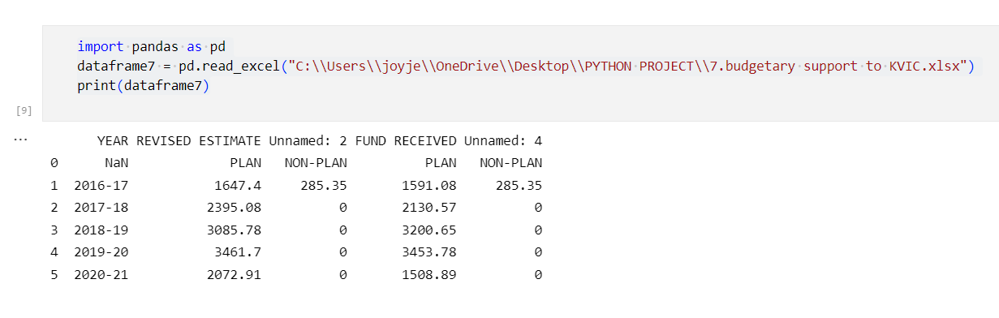 import pandas as pd
dataframe7 = pd.read_excel("C:\\Users\\joyje\\OneDrive\\Desktop\\PYTHON PROJECT\\7.budgetary support to KVIC.xlsx")
print(dataframe7)
[9]
... YEAR REVISED ESTIMATE Unnamed: 2 FUND RECEIVED Unnamed: 4
0 NaN PLAN NON-PLAN PLAN NON-PLAN
1 2016-17 1647.4 285.35 1591.08 285.35
2 2017-18 2395.08 0 2130.57 0
3 2018-19 3085.78 0 3200.65 0
4 2019-20 3461.7 0 3453.78 0
5 2020-21 2072.91 0 1508.89 0